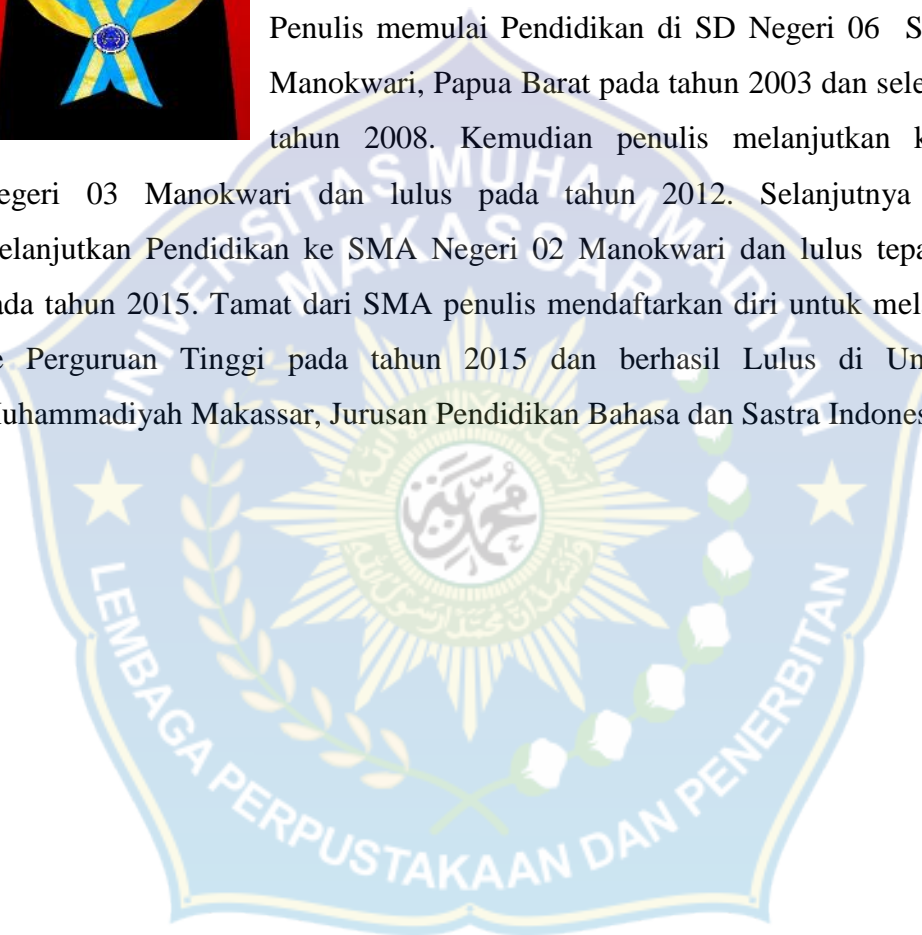 Penulis memulai Pendidikan di SD Negeri 06 S
Manokwari, Papua Barat pada tahun 2003 dan sele
tahun 2008. Kemudian penulis melanjutkan k
egeri 03 Manokwari dan lulus pada tahun 2012. Selanjutnya
elanjutkan Pendidikan ke SMA Negeri 02 Manokwari dan lulus tepa
ada tahun 2015. Tamat dari SMA penulis mendaftarkan diri untuk mel
e Perguruan Tinggi pada tahun 2015 dan berhasil Lulus di Un
uhammadiyah Makassar, Jurusan Pendidikan Bahasa dan Sastra Indones
UNIVERSITAS MUHAMMADIYAH
MAKASSAR
محمدية
LEMBAGA PERPUSTAKAAN DAN PENERBITAN